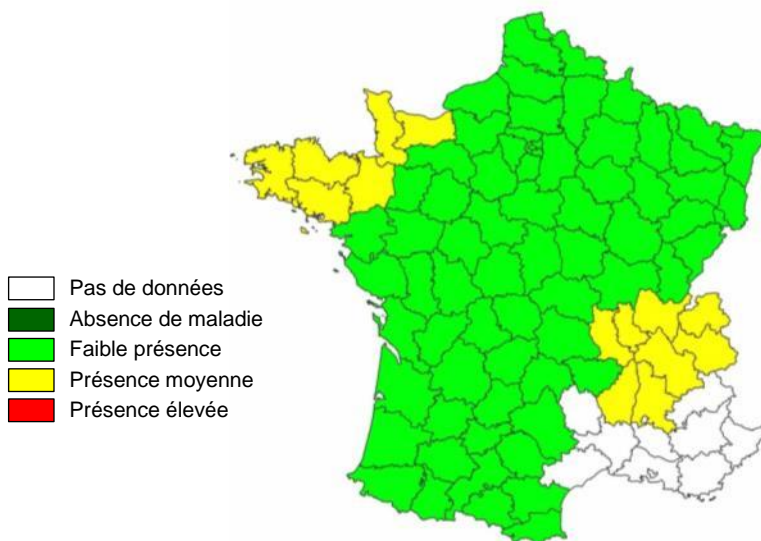 Pas de données
Absence de maladie
Faible présence
Présence moyenne
Présence élevée